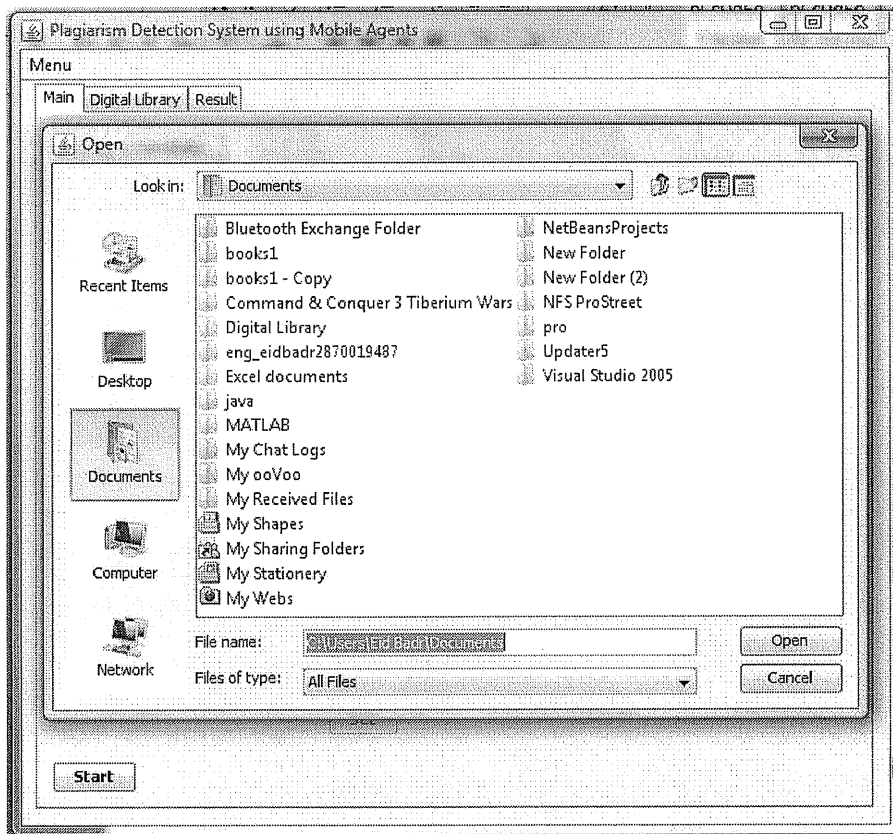 Plagiarism Detection System using Mobile Agents
Menu
Main Digital Library Result
Open
Look in: Documents
Recent Items
Desktop
Documents
Computer
Network
Bluetooth Exchange Folder
books1
books1 - Copy
Command & Conquer 3 Tiberium Wars
Digital Library
eng_eidbadr2870019487
Excel documents
java
MATLAB
My Chat Logs
My ooVoo
My Received Files
My Shapes
My Sharing Folders
My Stationery
My Webs
NetBeansProjects
New Folder
New Folder (2)
NFS ProStreet
pro
Updater5
Visual Studio 2005
File name: C:\Users\Eid Badr\Documents
Open
Files of type: All Files
Cancel
Start